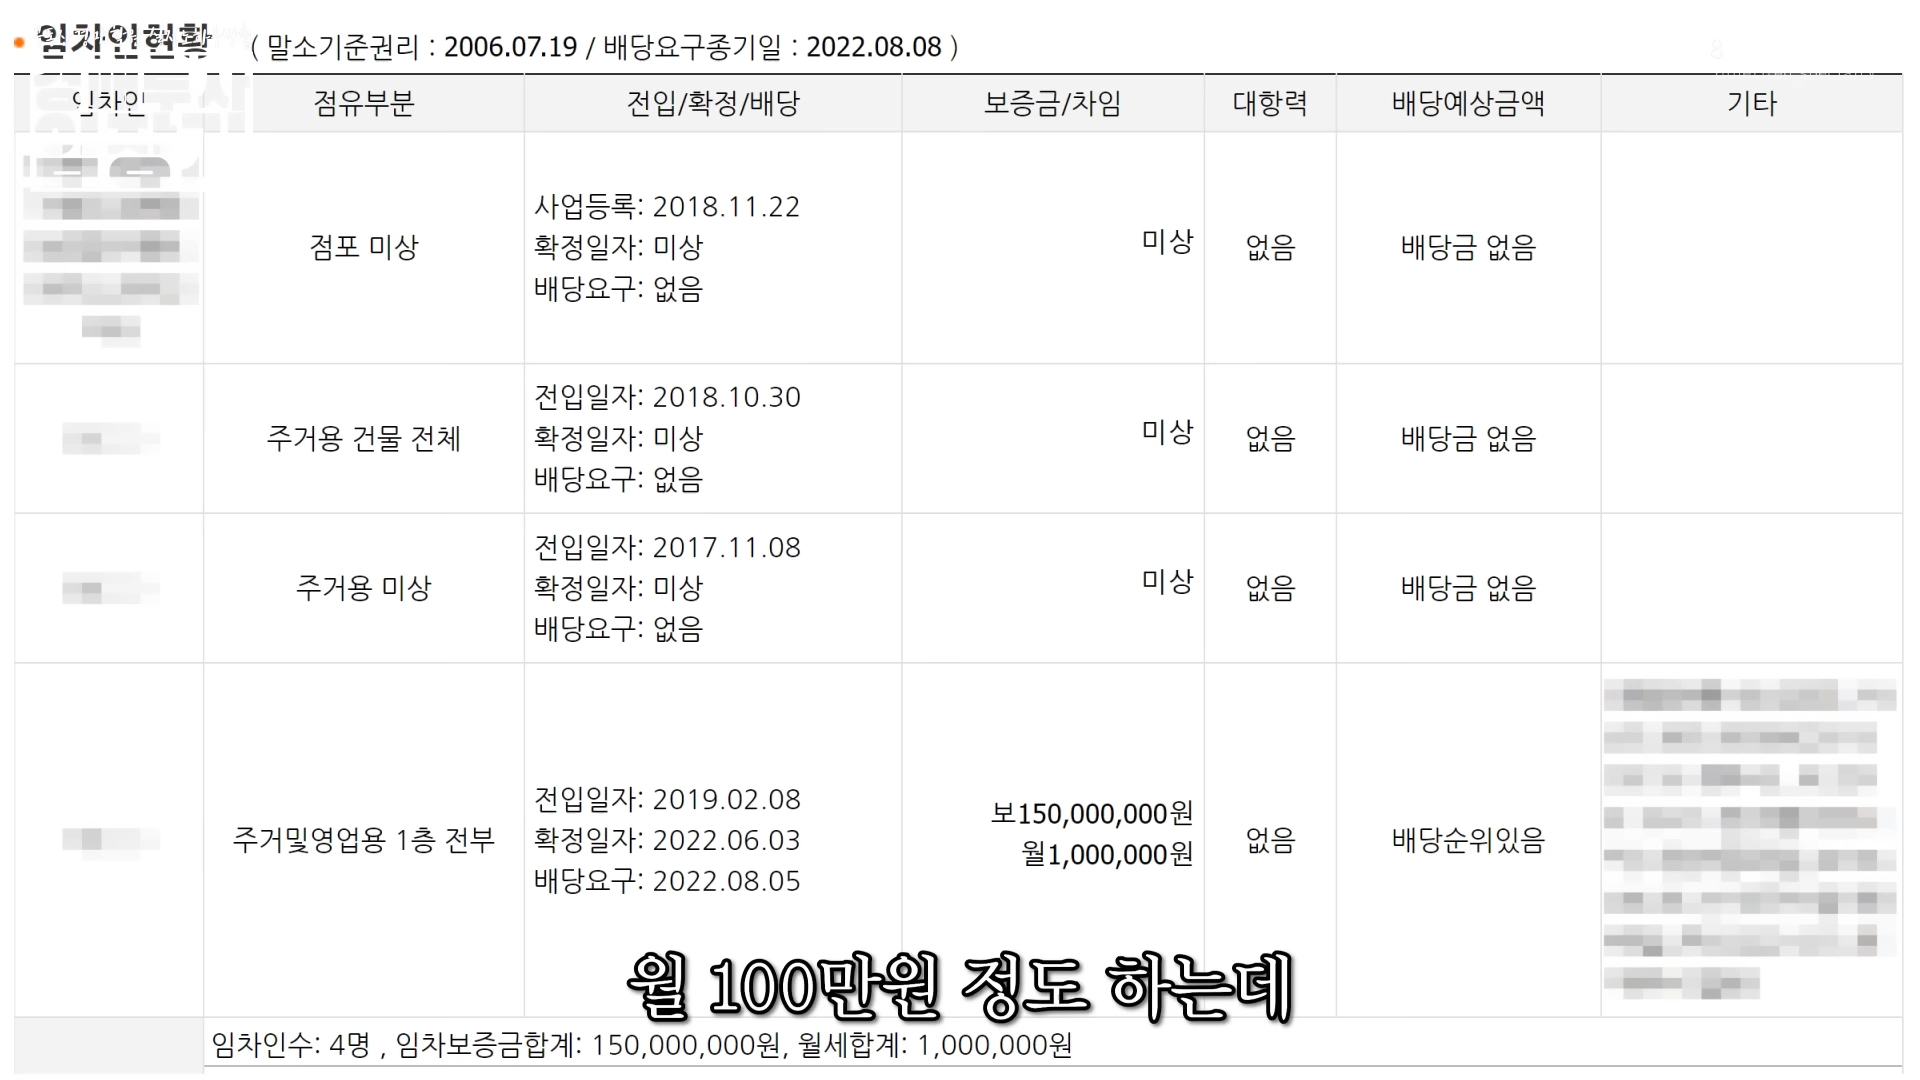 임차인현황 ( 말소기준권리 : 2006.07.19 / 배당요구종기일 : 2022.08.08 )
임차인 점유부분 전입/확정/배당 보증금/차임 대항력 배당예상금액 기타
점포 미상
사업등록: 2018.11.22
확정일자: 미상
배당요구: 없음
미상
없음
배당금 없음
주거용 건물 전체
전입일자: 2018.10.30
확정일자: 미상
배당요구: 없음
미상
없음
배당금 없음
주거용 미상
전입일자: 2017.11.08
확정일자: 미상
배당요구: 없음
미상
없음
배당금 없음
주거및영업용 1층 전부
전입일자: 2019.02.08
확정일자: 2022.06.03
배당요구: 2022.08.05
보150,000,000원
월1,000,000원
없음
배당순위있음
월 100만원 정도 하는데
임차인수: 4명 , 임차보증금합계: 150,000,000원, 월세합계: 1,000,000원